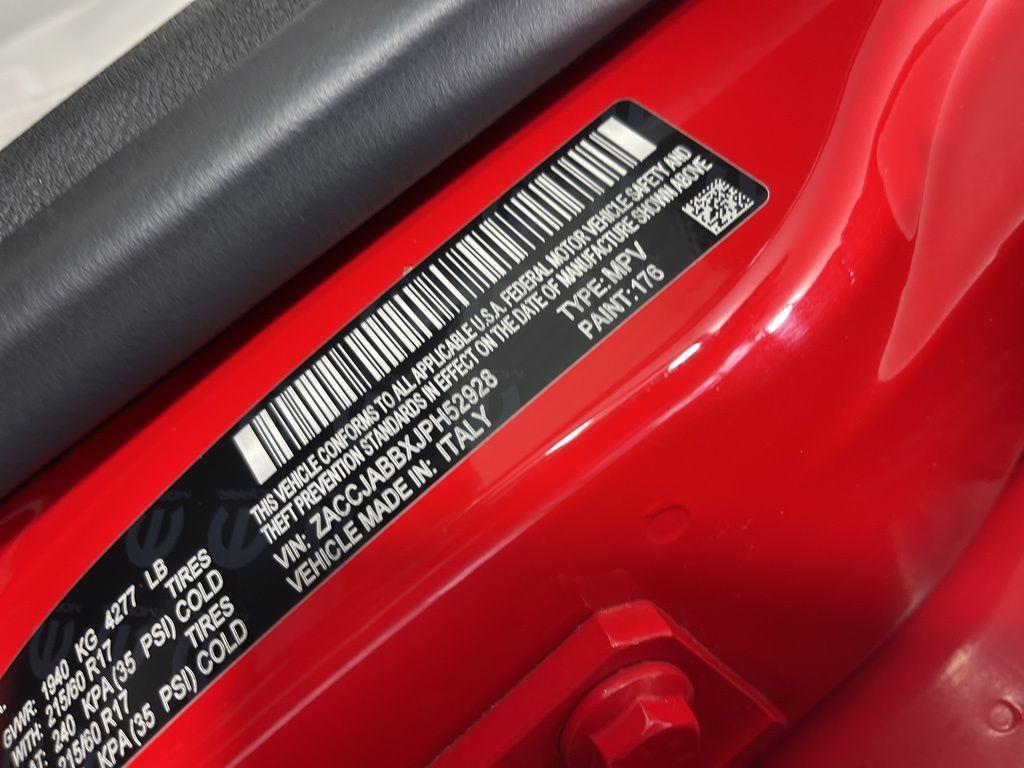 THIS VEHICLE CONFORMS TO ALL APPLICABLE U.S.A. FEDERAL MOTOR VEHICLE SAFETY AND
THEFT PREVENTION STANDARDS IN EFFECT ON THE DATE OF MANUFACTURE SHOWN ABOVE
VIN: ZACCJABBXJPH52928
TYPE: MPV
VEHICLE MADE IN: ITALY
PAINT: 176
GVWR: 1940 KG 4277 LB
WITH: 215/60 R17 TIRES
AT: 240 KPA (35 PSI) COLD
215/60 R17 TIRES
KPA (35 PSI) COLD